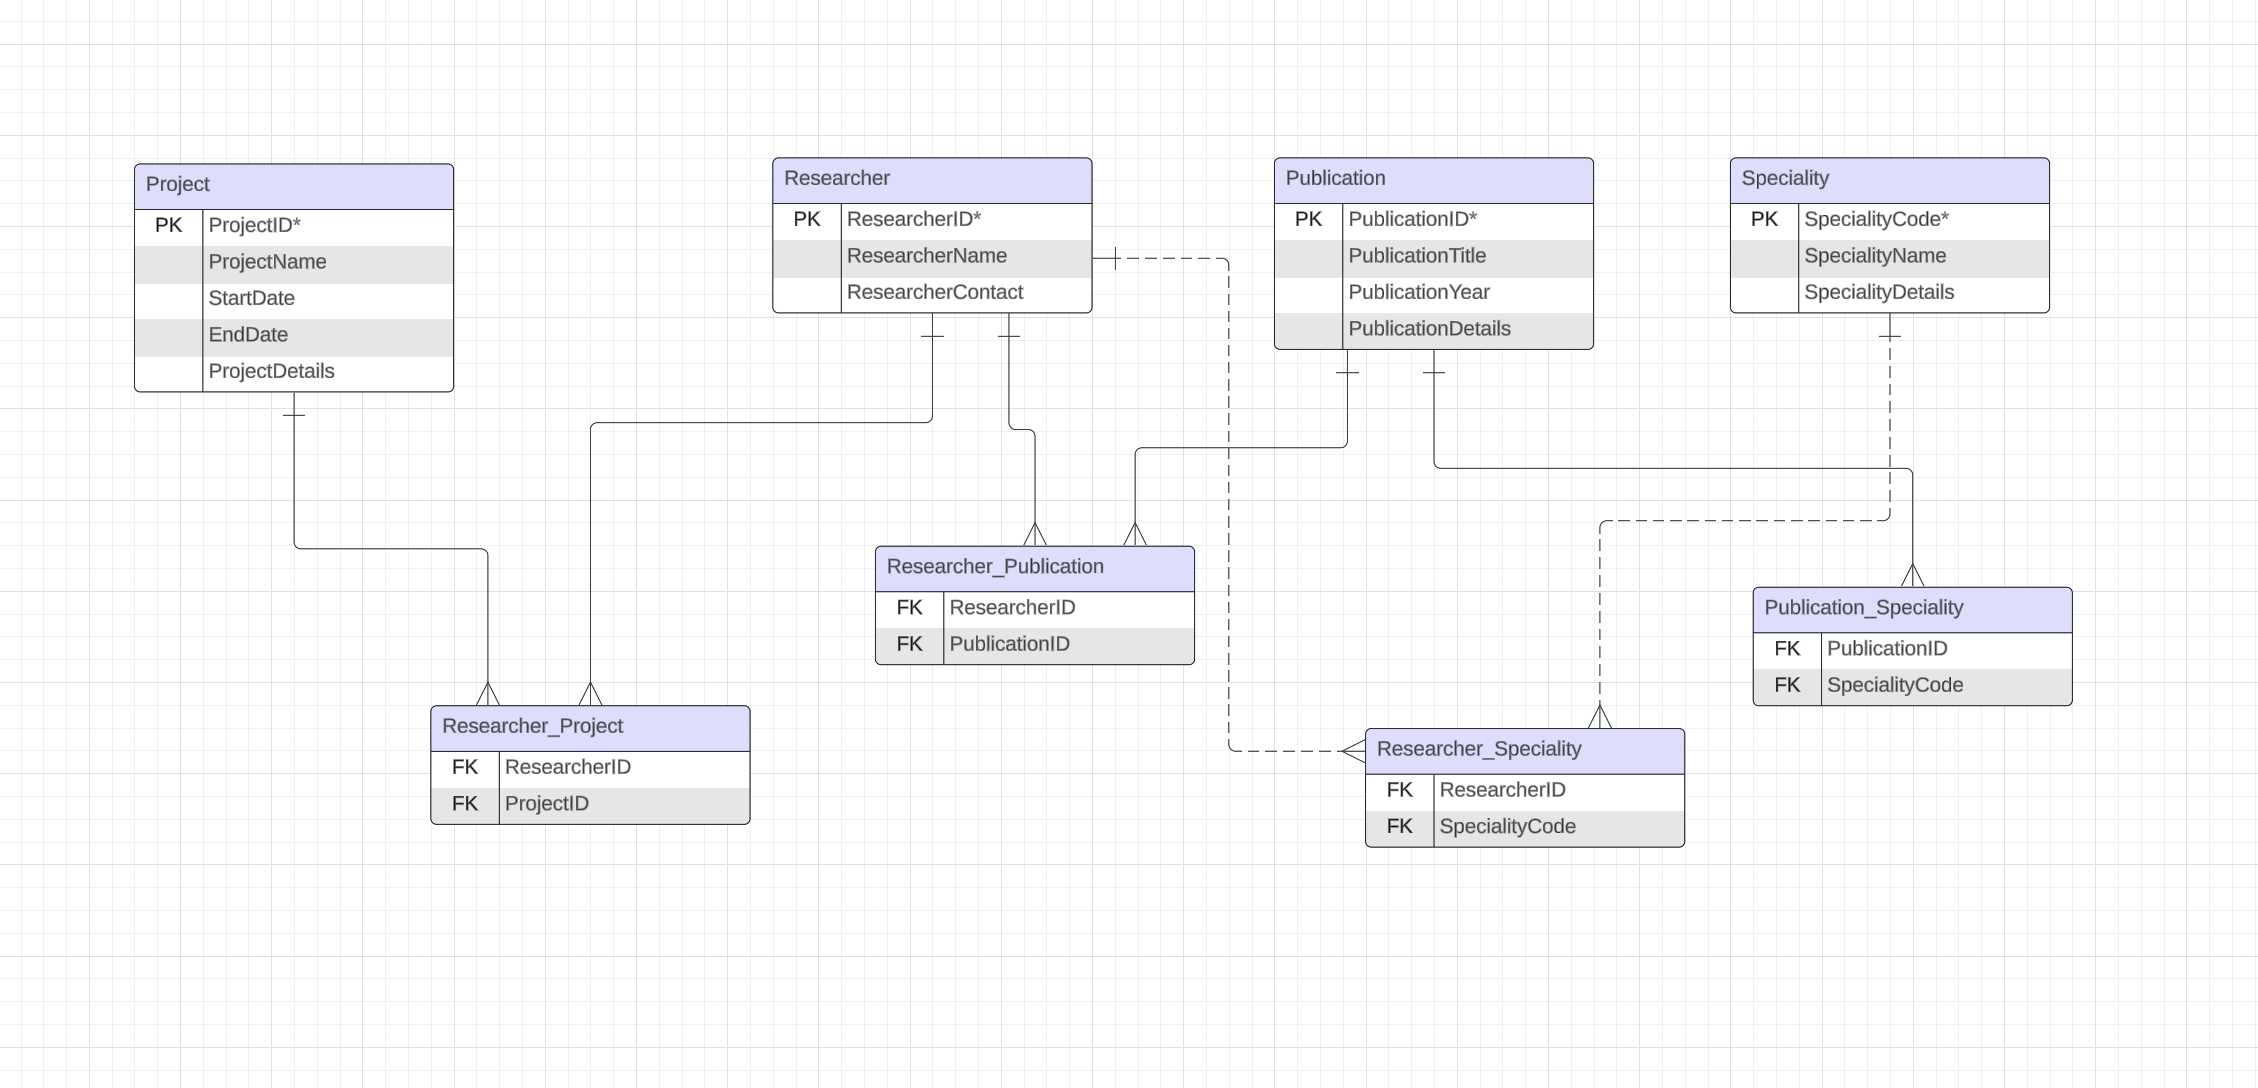 Project
PK ProjectID*
ProjectName
StartDate
EndDate
ProjectDetails
Researcher
PK ResearcherID*
ResearcherName
ResearcherContact
Publication
PK PublicationID*
PublicationTitle
PublicationYear
PublicationDetails
Speciality
PK SpecialityCode*
SpecialityName
SpecialityDetails
Researcher_Publication
FK ResearcherID
FK PublicationID
Publication_Speciality
FK PublicationID
FK SpecialityCode
Researcher_Project
FK ResearcherID
FK ProjectID
Researcher_Speciality
FK ResearcherID
FK SpecialityCode